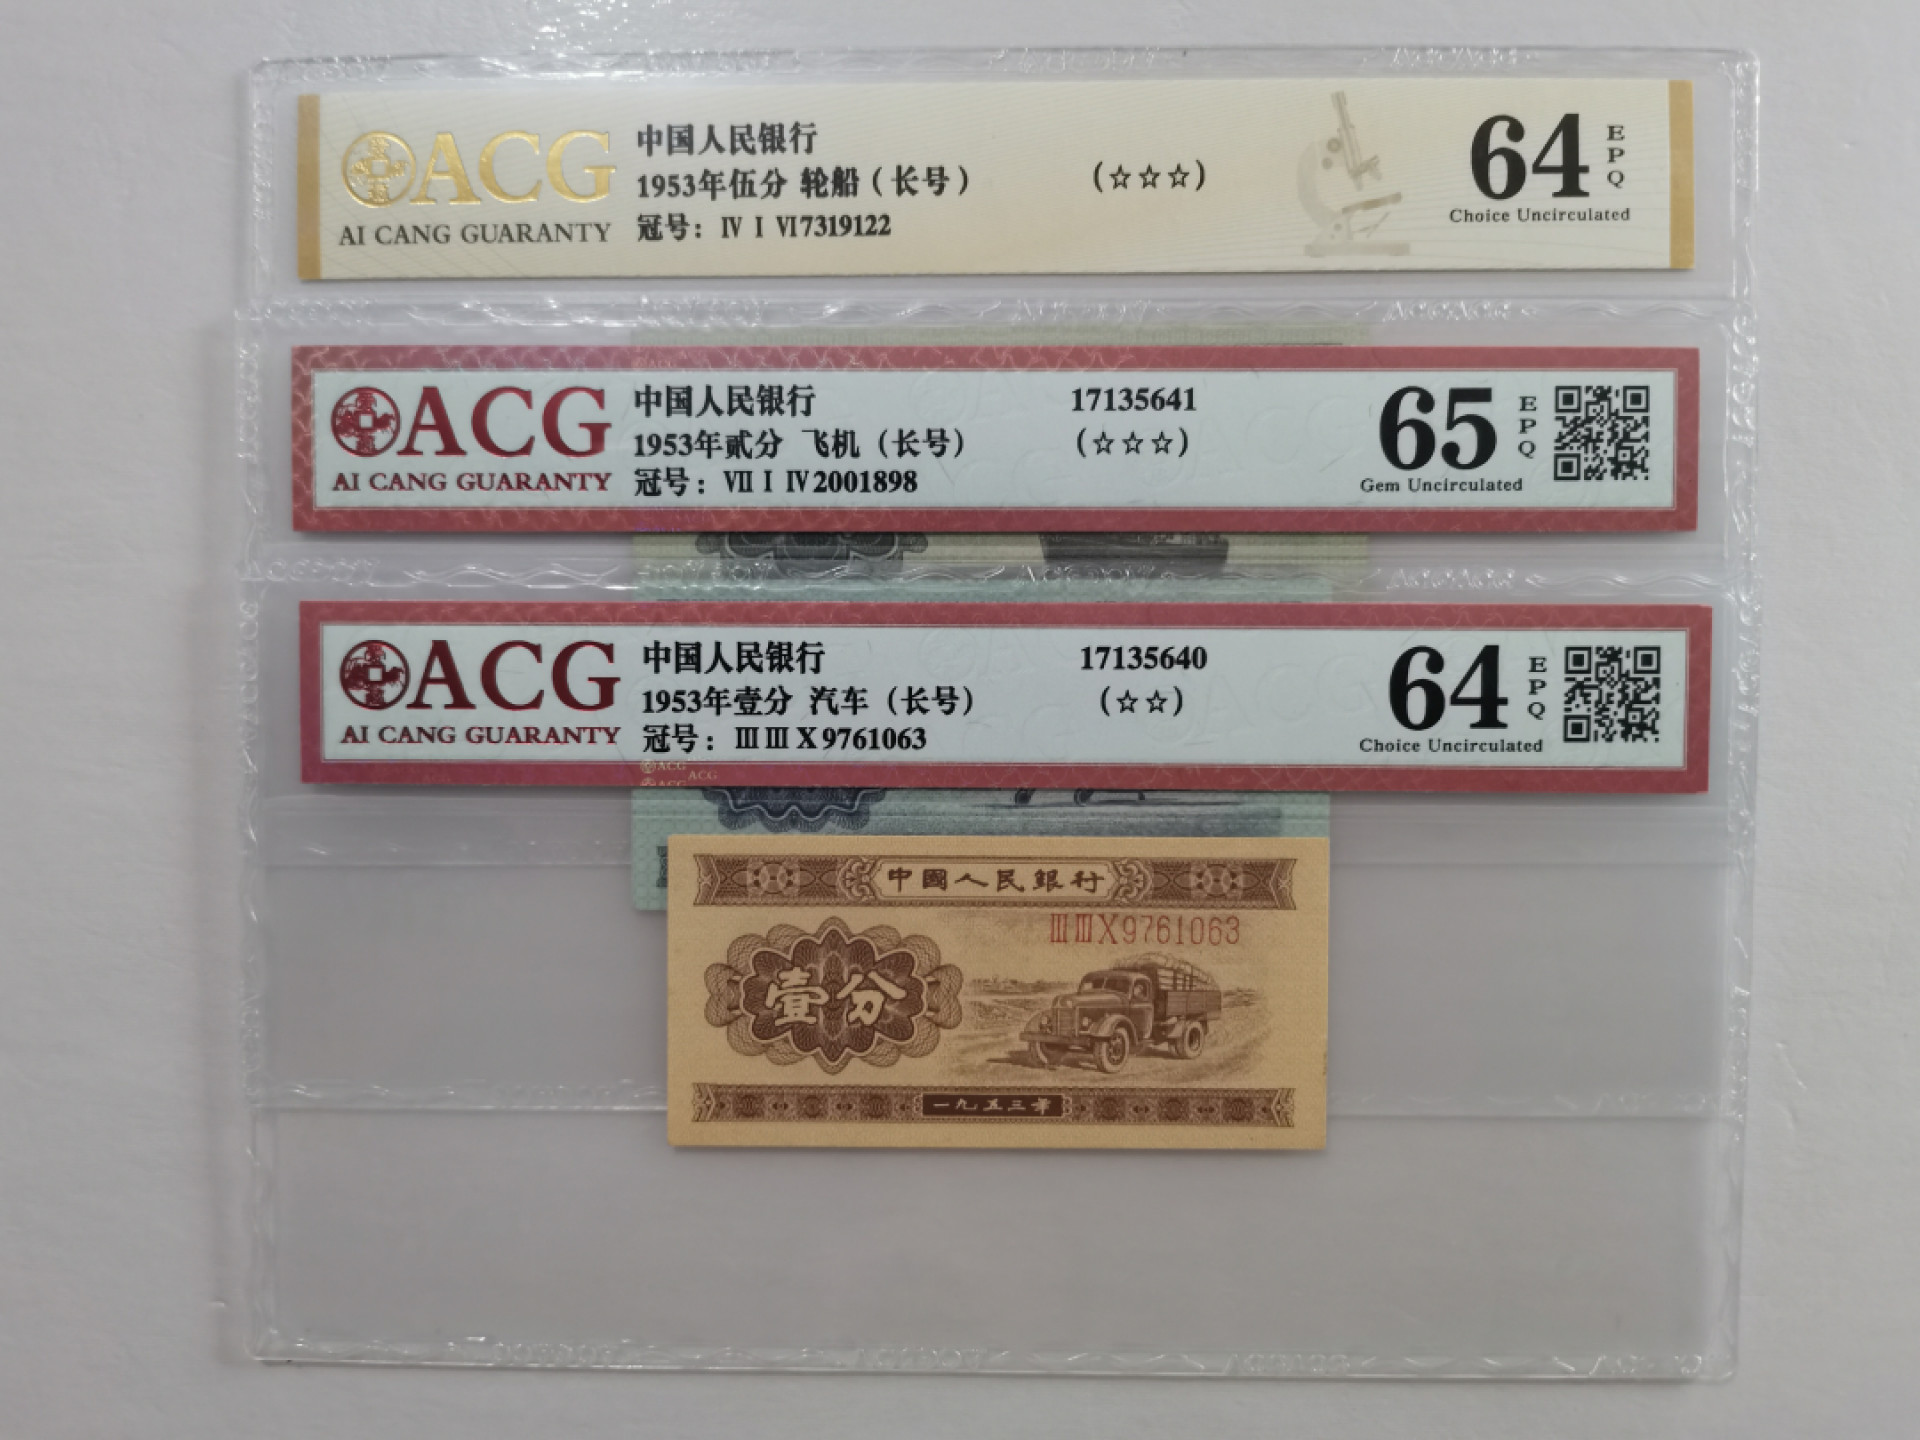 ACG
AI CANG GUARANTY
中国人民银行
1953年伍分 轮船（长号）
（☆☆☆）
冠号：Ⅳ Ⅰ Ⅵ7319122
64
EPQ
Choice Uncirculated
ACG
AI CANG GUARANTY
中国人民银行
17135641
1953年贰分 飞机（长号）
（☆☆☆）
冠号：Ⅶ Ⅰ Ⅳ2001898
65
EPQ
Gem Uncirculated
ACG
AI CANG GUARANTY
中国人民银行
17135640
1953年壹分 汽车（长号）
（☆☆）
冠号：Ⅲ Ⅲ Ⅹ9761063
64
EPQ
Choice Uncirculated
ACG
ACG
中國人民銀行
ⅢⅢⅩ9761063
壹分
一九五三年